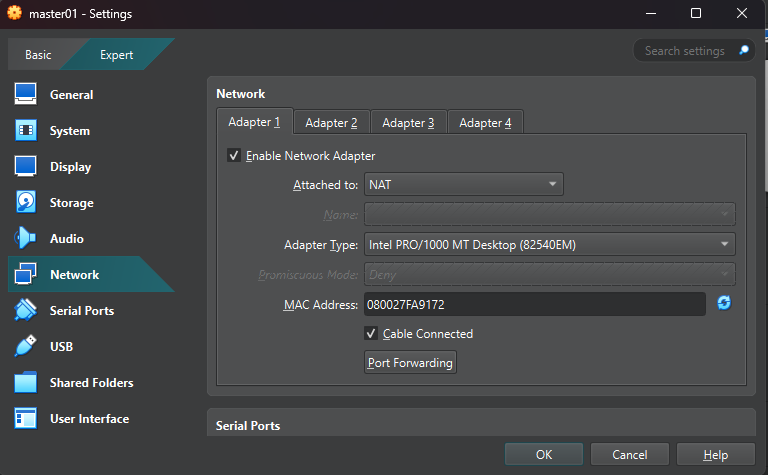 master01 - Settings
Basic
Expert
Search settings
General
System
Display
Storage
Audio
Network
Serial Ports
USB
Shared Folders
User Interface
Network
Adapter 1
Adapter 2
Adapter 3
Adapter 4
Enable Network Adapter
Attached to: NAT
Name:
Adapter Type: Intel PRO/1000 MT Desktop (82540EM)
Promiscuous Mode: Deny
MAC Address: 080027FA9172
Cable Connected
Port Forwarding
Serial Ports
OK
Cancel
Help